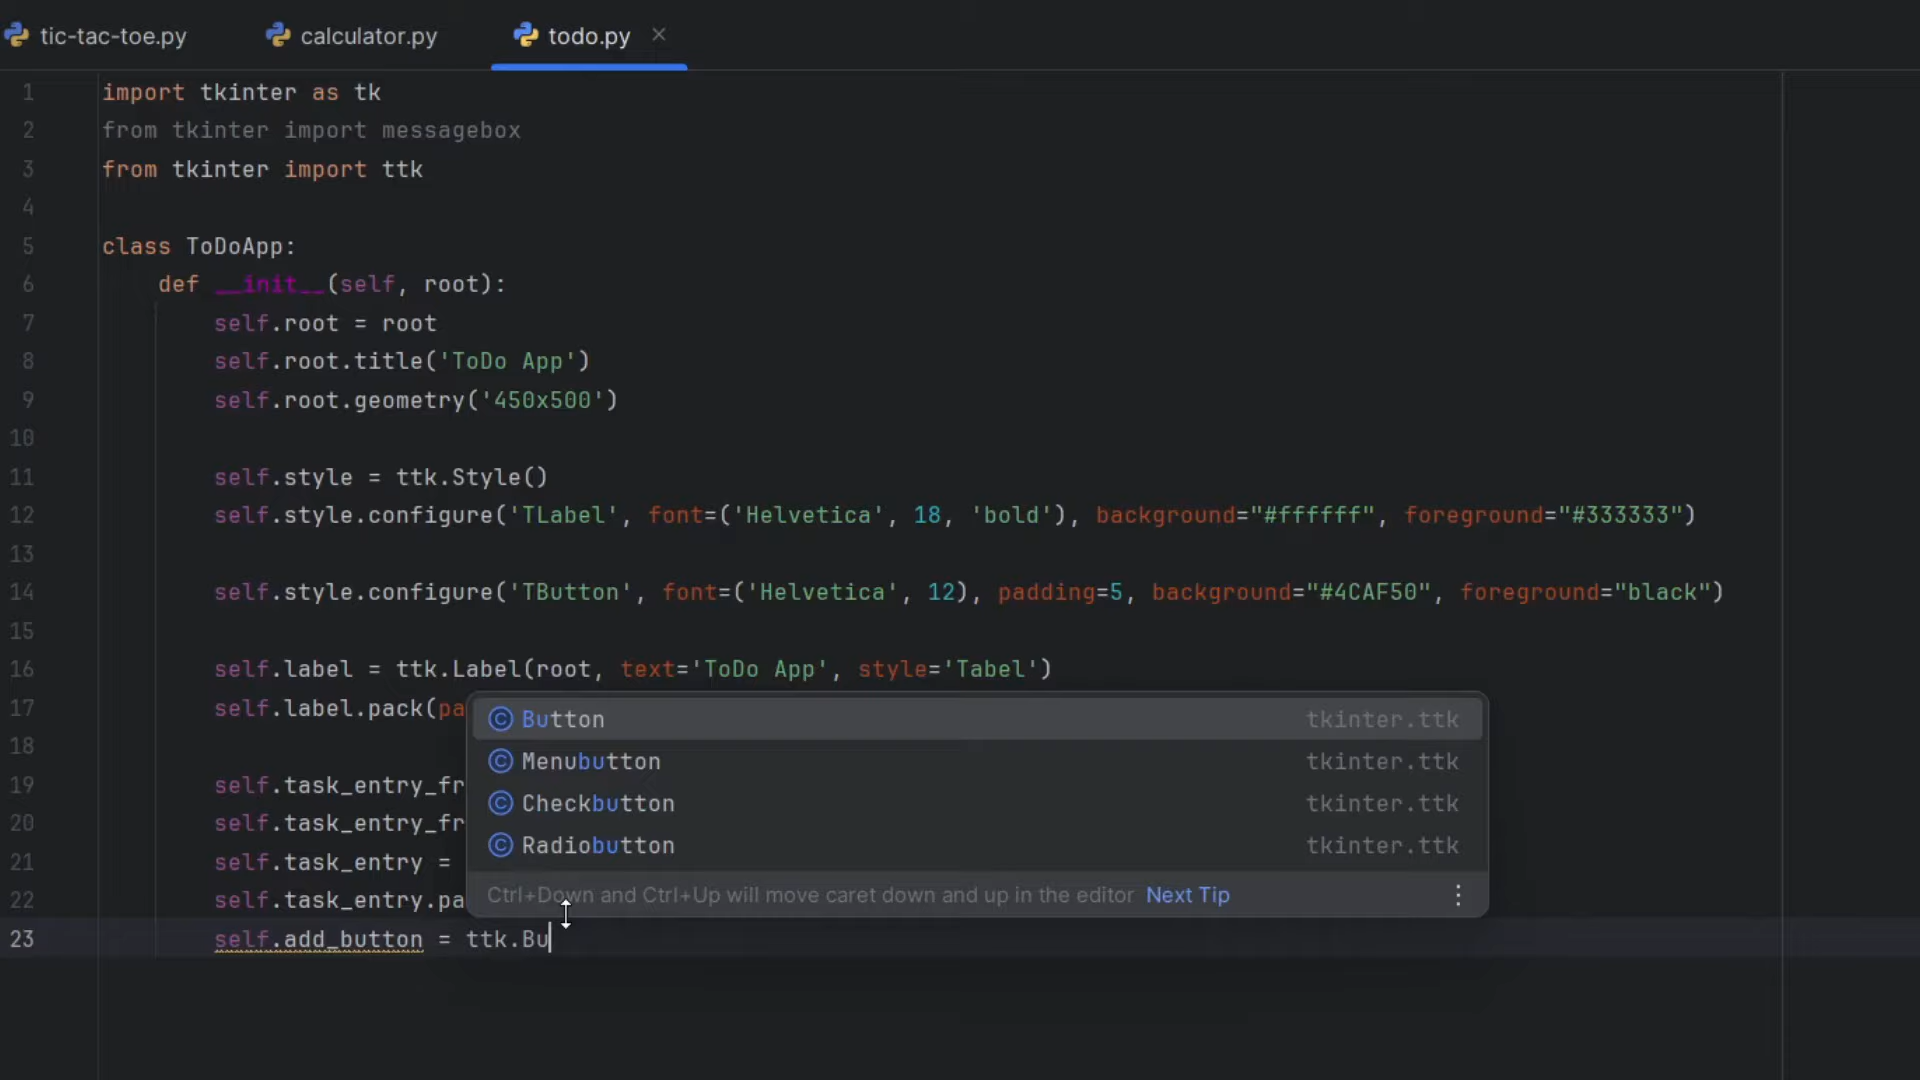 tic-tac-toe.py calculator.py todo.py
1 import tkinter as tk
2 from tkinter import messagebox
3 from tkinter import ttk
4
5 class ToDoApp:
6 def __init__(self, root):
7 self.root = root
8 self.root.title('ToDo App')
9 self.root.geometry('450x500')
10
11 self.style = ttk.Style()
12 self.style.configure('TLabel', font=('Helvetica', 18, 'bold'), background="#ffffff", foreground="#333333")
13
14 self.style.configure('TButton', font=('Helvetica', 12), padding=5, background="#4CAF50", foreground="black")
15
16 self.label = ttk.Label(root, text='ToDo App', style='Tabel')
17 self.label.pack(pa
Button tkinter.ttk
18
Menubutton tkinter.ttk
19 self.task_entry_fr
Checkbutton tkinter.ttk
20 self.task_entry_fr
Radiobutton tkinter.ttk
21 self.task_entry =
22 self.task_entry.pa
Ctrl+Down and Ctrl+Up will move caret down and up in the editor Next Tip
23 self.add_button = ttk.Bu